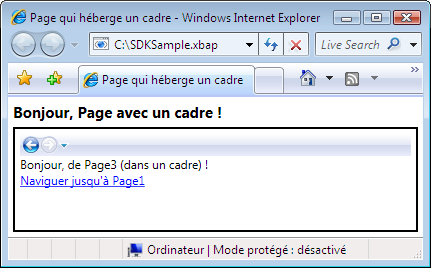 Page qui héberge un cadre - Windows Internet Explorer
C:\SDKSample.xbap
Live Search
Page qui héberge un cadre
Bonjour, Page avec un cadre !
Bonjour, de Page3 (dans un cadre) !
Naviguer jusqu'à Page1
Ordinateur | Mode protégé : désactivé